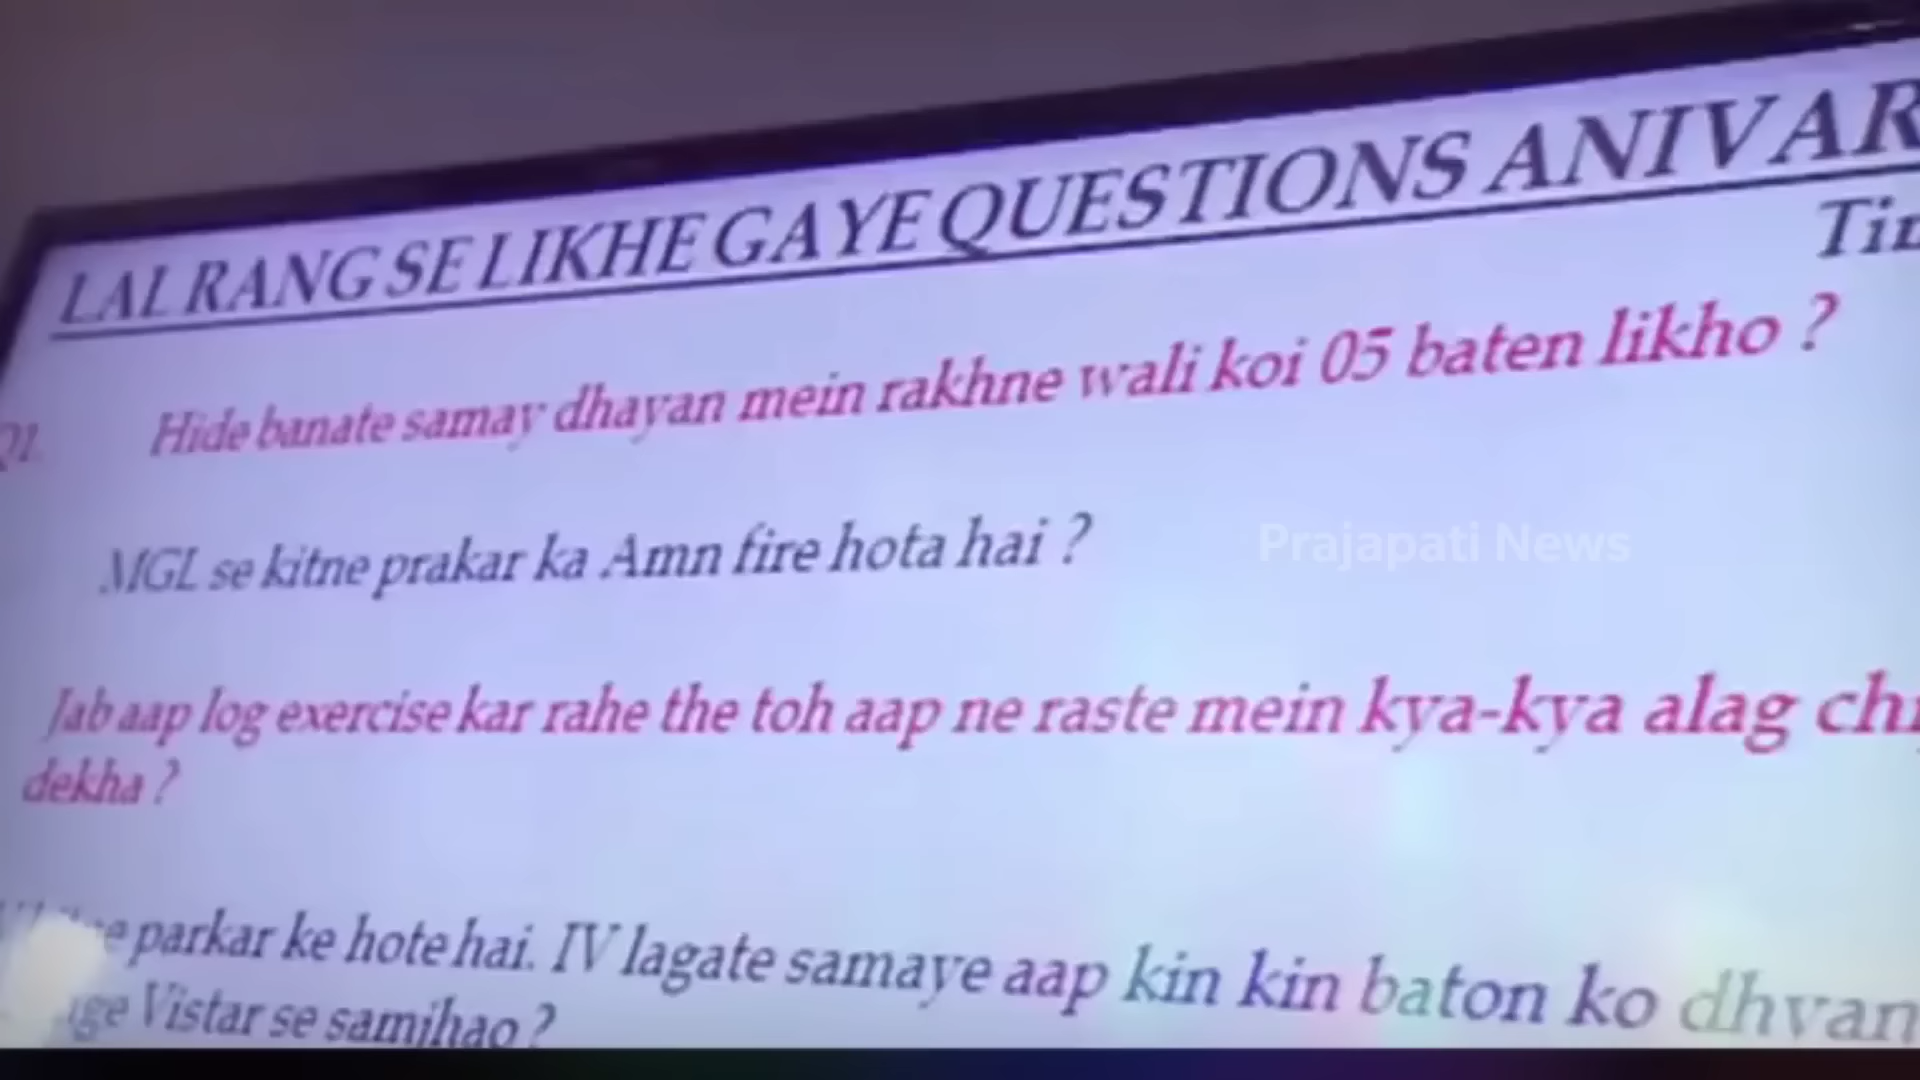 LAL RANG SE LIKHE GAYE QUESTIONS ANIVAR
Tin
Q1. Hide banate samay dhayan mein rakhne wali koi 05 baten likho ?
MGL se kitne prakar ka Amn fire hota hai ?
Prajapati News
Jab aap log exercise kar rahe the toh aap ne raste mein kya-kya alag chi
dekha ?
parkar ke hote hai. IV lagate samaye aap kin kin baton ko dhyan
Vistar se samjhao ?